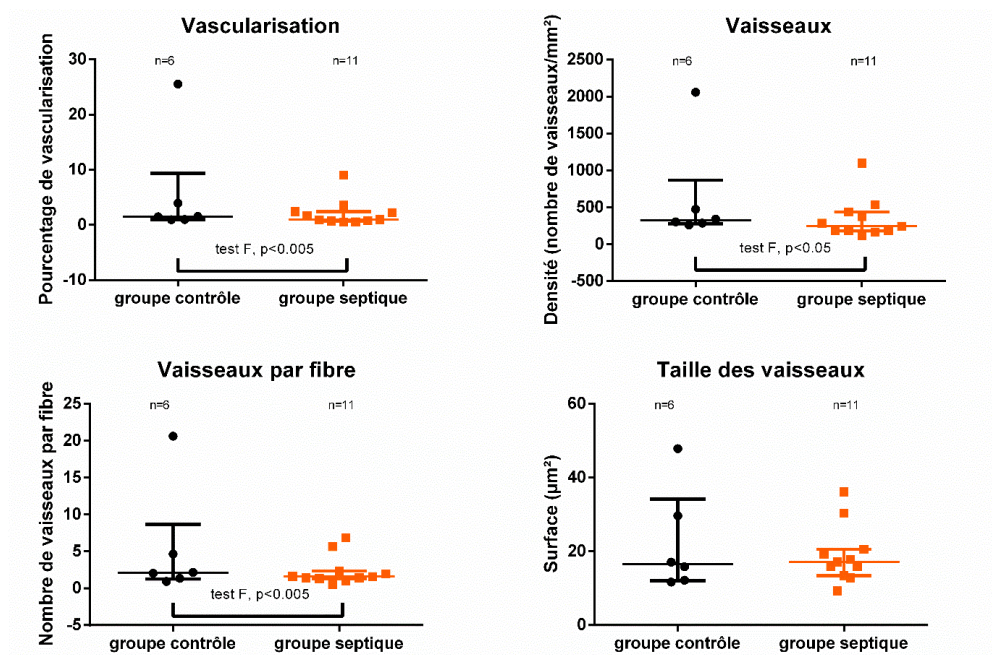 Vascularisation
Pourcentage de vascularisation
30
20
10
0
-10
n=6
n=11
test F, p<0.005
groupe contrôle
groupe septique
Vaisseaux
Densité (nombre de vaisseaux/mm²)
2500
2000
1500
1000
500
0
-500
n=6
n=11
test F, p<0.05
groupe contrôle
groupe septique
Vaisseaux par fibre
Nombre de vaisseaux par fibre
25
20
15
10
5
0
-5
n=6
n=11
test F, p<0.005
groupe contrôle
groupe septique
Taille des vaisseaux
Surface (µm²)
60
40
20
0
n=6
n=11
groupe contrôle
groupe septique